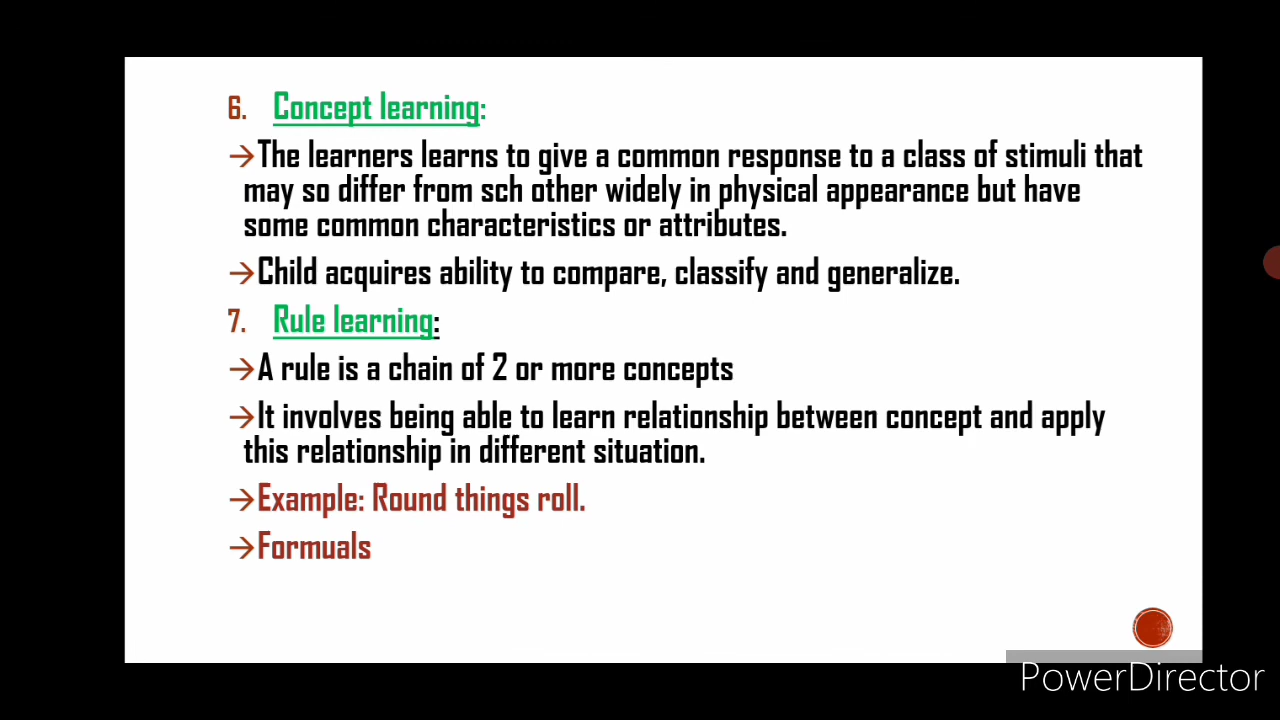 6. Concept learning:
→The learners learns to give a common response to a class of stimuli that
may so differ from sch other widely in physical appearance but have
some common characteristics or attributes.
→Child acquires ability to compare, classify and generalize.
7. Rule learning:
→A rule is a chain of 2 or more concepts
→It involves being able to learn relationship between concept and apply
this relationship in different situation.
→Example: Round things roll.
→Formuals
PowerDirector